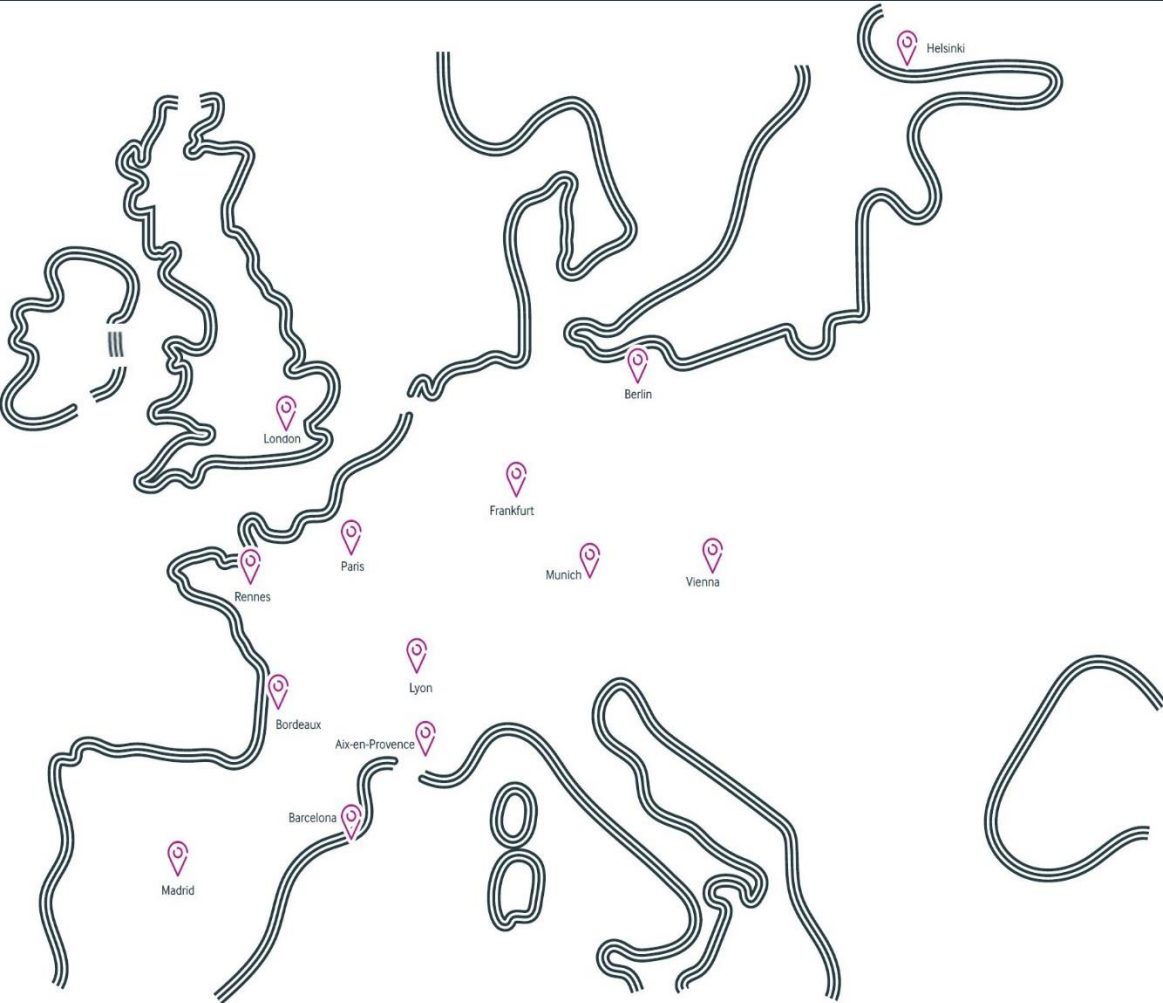 Helsinki
Berlin
London
Frankfurt
Paris
Munich
Vienna
Rennes
Lyon
Bordeaux
Aix-en-Provence
Barcelona
Madrid